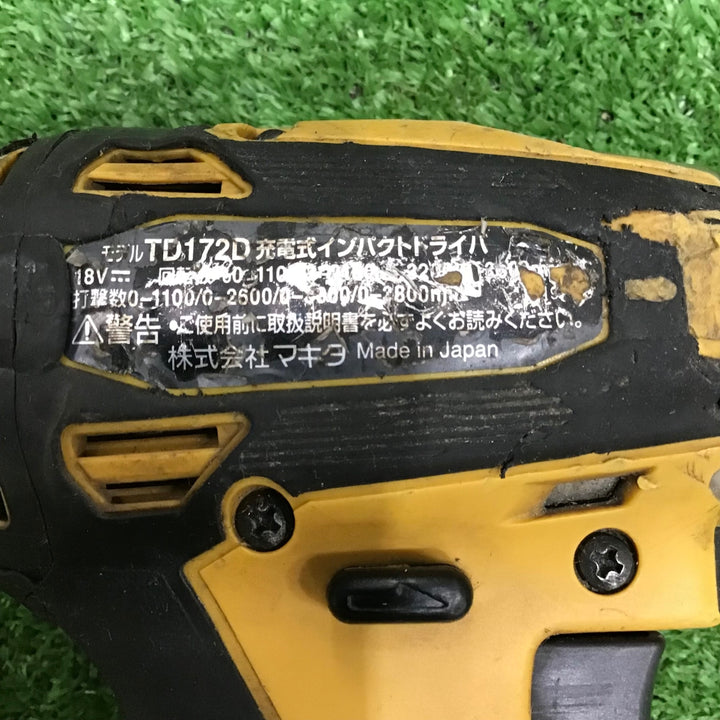 モデル TD172D 充電式インパクトドライバ
18V
打撃数0-1100/0-2600/0-
⚠警告 •ご使用前に取扱説明書を必ずよくお読みください。
株式会社 マキタ Made in Japan